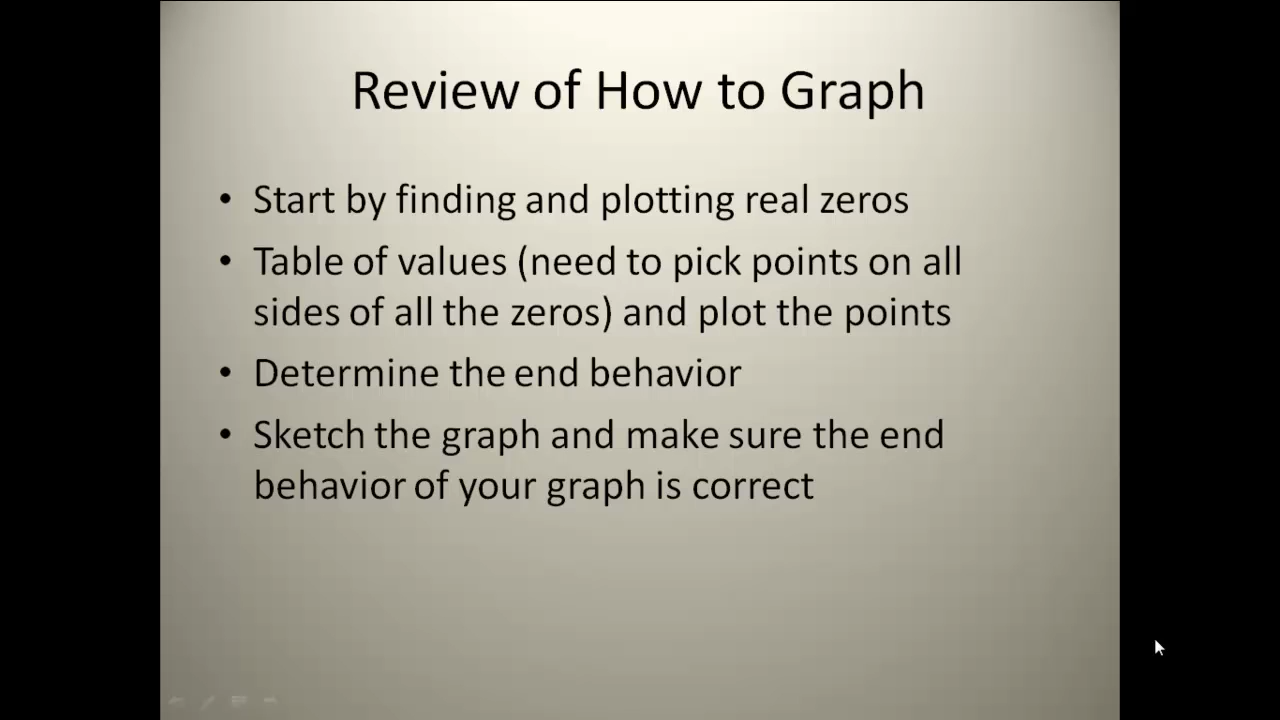 Review of How to Graph
• Start by finding and plotting real zeros
• Table of values (need to pick points on all
sides of all the zeros) and plot the points
• Determine the end behavior
• Sketch the graph and make sure the end
behavior of your graph is correct